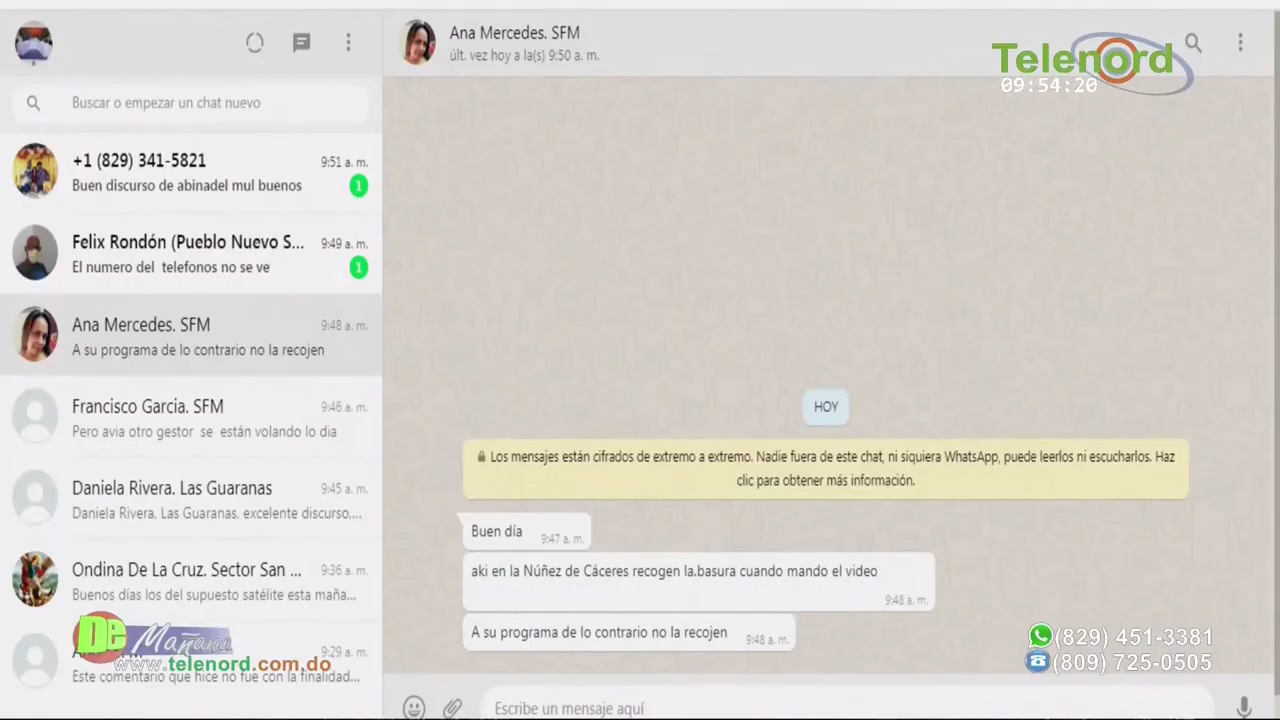 Ana Mercedes. SFM
últ. vez hoy a la(s) 9:50 a. m.
Telenord
09:54:20
Buscar o empezar un chat nuevo
+1 (829) 341-5821
9:51 a. m.
Buen discurso de abinadel mul buenos
1
Felix Rondón (Pueblo Nuevo S...
9:49 a. m.
El numero del telefonos no se ve
1
Ana Mercedes. SFM
9:48 a. m.
A su programa de lo contrario no la recojen
Francisco Garcia. SFM
9:46 a. m.
Pero avia otro gestor se están volando lo dia
Daniela Rivera. Las Guaranas
9:45 a. m.
Daniela Rivera, Las Guaranas, excelente discurso,...
Ondina De La Cruz. Sector San ...
9:36 a. m.
Buenos días los del supuesto satélite esta maña...
9:29 a. m.
Este comentario que hice no fue con la finalidad...
De Mañana
www.telenord.com.do
HOY
Los mensajes están cifrados de extremo a extremo. Nadie fuera de este chat, ni siquiera WhatsApp, puede leerlos ni escucharlos. Haz
clic para obtener más información.
Buen día
9:47 a. m.
aki en la Núñez de Cáceres recogen la.basura cuando mando el video
9:48 a. m.
A su programa de lo contrario no la recojen
9:48 a. m.
(829) 451-3381
(809) 725-0505
Escribe un mensaje aquí